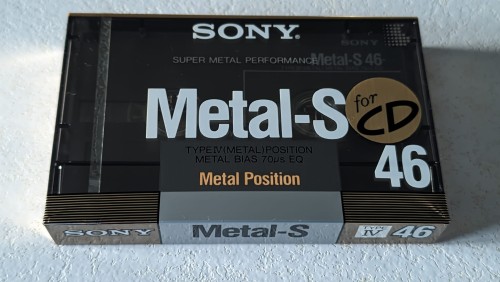 SONY
SONY
SUPER METAL PERFORMANCE
Metal-S 46
Metal-S
for
CD
TYPE IV (METAL) POSITION
METAL BIAS 70μs EQ
46
Metal Position
SONY
Metal-S
TYPE
IV
46